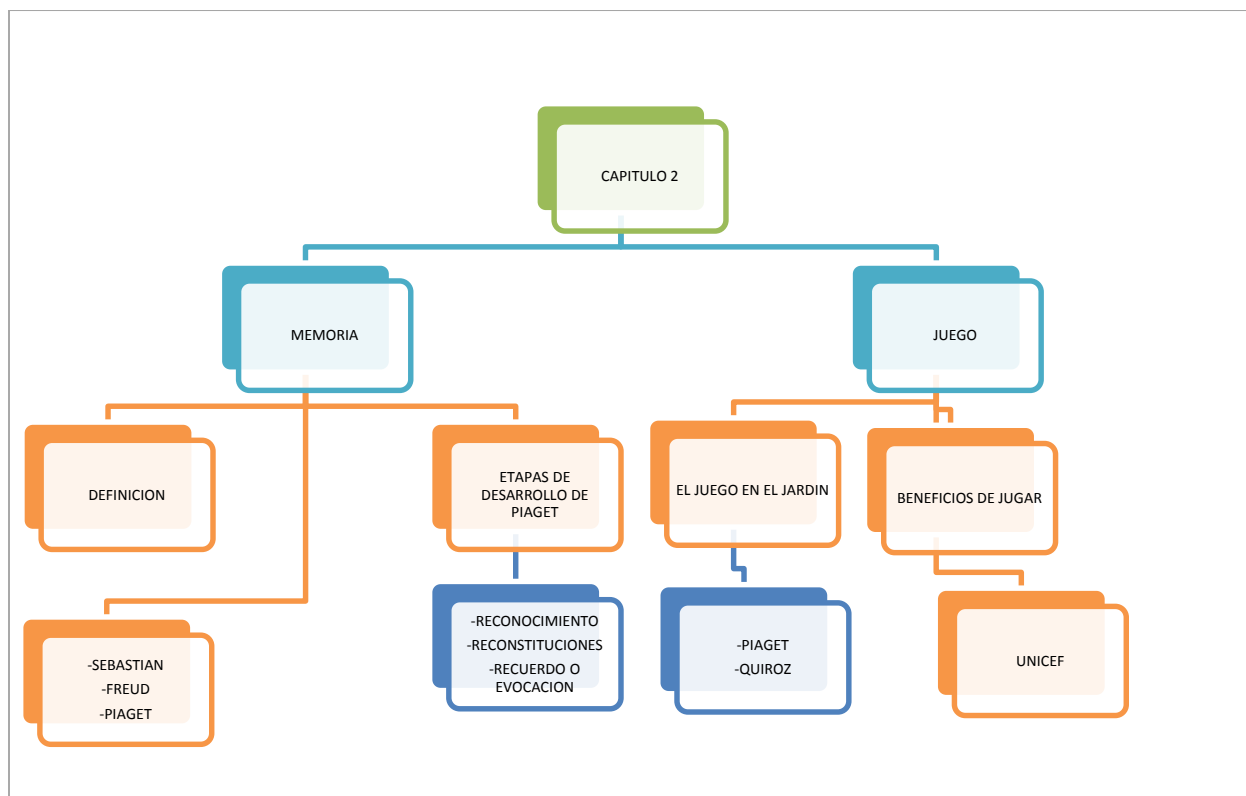 CAPITULO 2
MEMORIA
JUEGO
DEFINICION
ETAPAS DE
DESARROLLO DE
PIAGET
EL JUEGO EN EL JARDIN
BENEFICIOS DE JUGAR
-SEBASTIAN
-FREUD
-PIAGET
-RECONOCIMIENTO
-RECONSTITUCIONES
-RECUERDO O
EVOCACION
-PIAGET
-QUIROZ
UNICEF